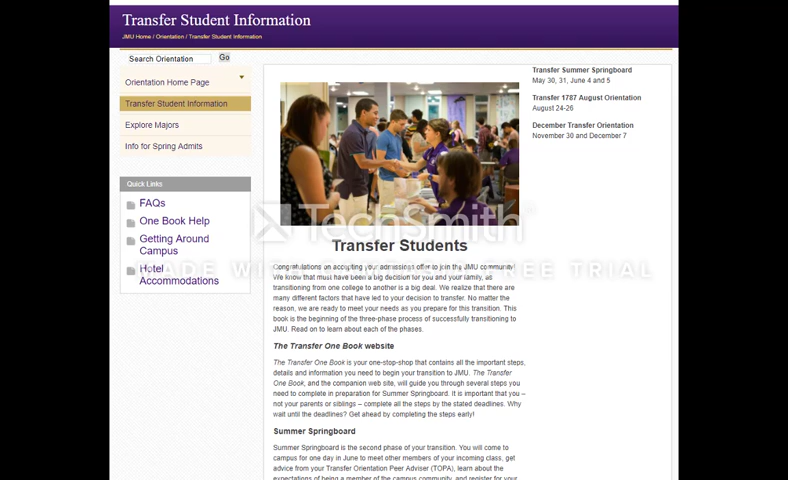 Transfer Student Information
JMU Home / Orientation / Transfer Student Information
Search Orientation Go
Orientation Home Page
Transfer Student Information
Explore Majors
Info for Spring Admits
Quick Links
FAQs
One Book Help
Getting Around
Campus
Hotel
Accommodations
Transfer Summer Springboard
May 30, 31, June 4 and 5
Transfer 1787 August Orientation
August 24-26
December Transfer Orientation
November 30 and December 7
TechSmith
MADE WITH FREE TRIAL
Transfer Students
Congratulations on accepting your admissions offer to join the JMU community!
We know that must have been a big decision for you and your family, as
transitioning from one college to another is a big deal. We realize that there are
many different factors that have led to your decision to transfer. No matter the
reason, we are ready to meet your needs as you prepare for this transition. This
book is the beginning of the three-phase process of successfully transitioning to
JMU. Read on to learn about each of the phases.
The Transfer One Book website
The Transfer One Book is your one-stop-shop that contains all the important steps,
details and information you need to begin your transition to JMU. The Transfer
One Book, and the companion web site, will guide you through several steps you
need to complete in preparation for Summer Springboard. It is important that you –
not your parents or siblings – complete all the steps by the stated deadlines. Why
wait until the deadlines? Get ahead by completing the steps early!
Summer Springboard
Summer Springboard is the second phase of your transition. You will come to
campus for one day in June to meet other members of your incoming class, get
advice from your Transfer Orientation Peer Adviser (TOPA), learn about the
expectations of being a member of the campus community, and register for your